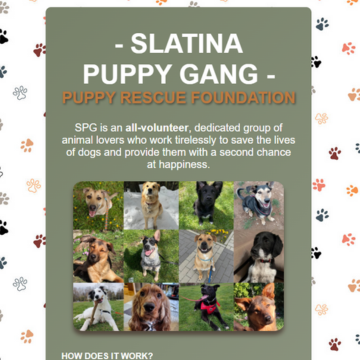 - SLATINA
PUPPY GANG -
PUPPY RESCUE FOUNDATION
SPG is an all-volunteer, dedicated group of
animal lovers who work tirelessly to save the lives
of dogs and provide them with a second chance
at happiness.
HOW DOES IT WORK?